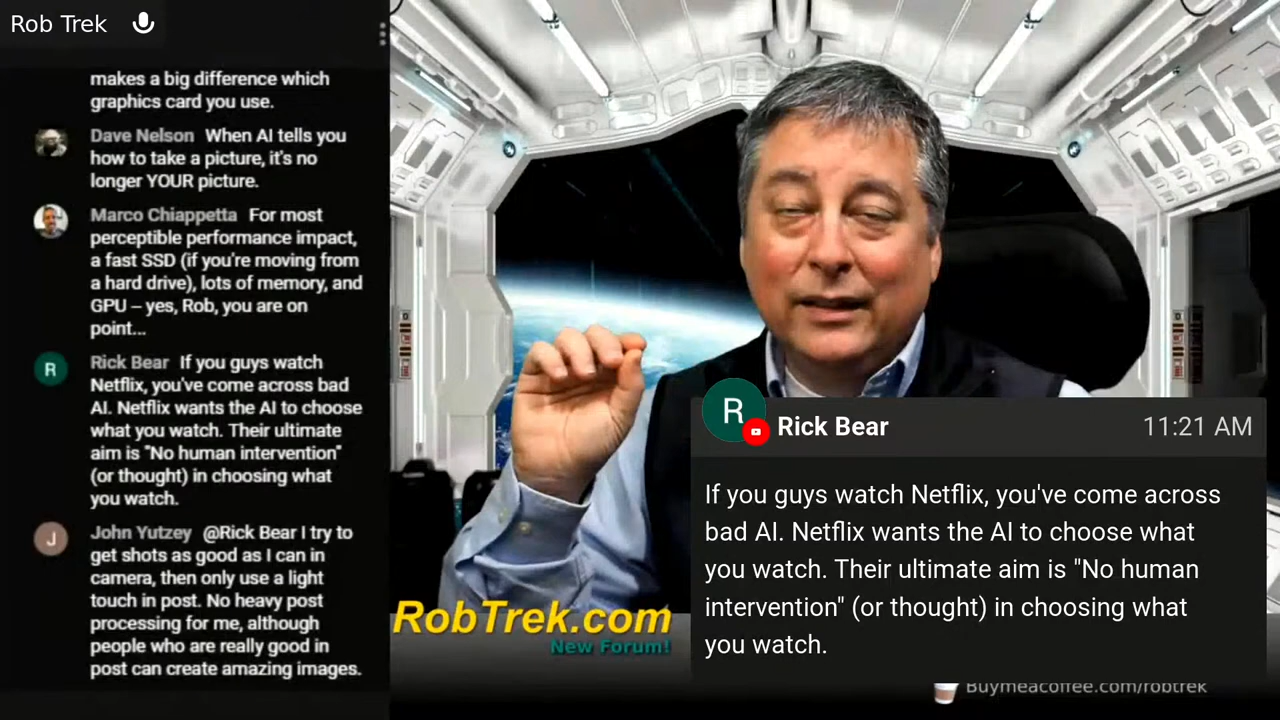 Rob Trek
makes a big difference which
graphics card you use.
Dave Nelson When AI tells you
how to take a picture, it's no
longer YOUR picture.
Marco Chiappetta For most
perceptible performance impact,
a fast SSD (if you're moving from
a hard drive), lots of memory, and
GPU – yes, Rob, you are on
point...
R
Rick Bear If you guys watch
Netflix, you've come across bad
AI. Netflix wants the AI to choose
what you watch. Their ultimate
aim is "No human intervention"
(or thought) in choosing what
you watch.
J
John Yutzey @Rick Bear I try to
get shots as good as I can in
camera, then only use a light
touch in post. No heavy post
processing for me, although
people who are really good in
post can create amazing images.
RobTrek.com
New Forum!
R
Rick Bear 11:21 AM
If you guys watch Netflix, you've come across
bad AI. Netflix wants the AI to choose what
you watch. Their ultimate aim is "No human
intervention" (or thought) in choosing what
you watch.
Buymeacoffee.com/robtrek